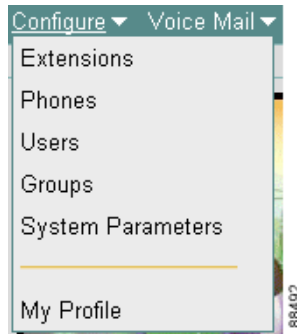 Configure Voice Mail
Extensions
Phones
Users
Groups
System Parameters
My Profile
88492